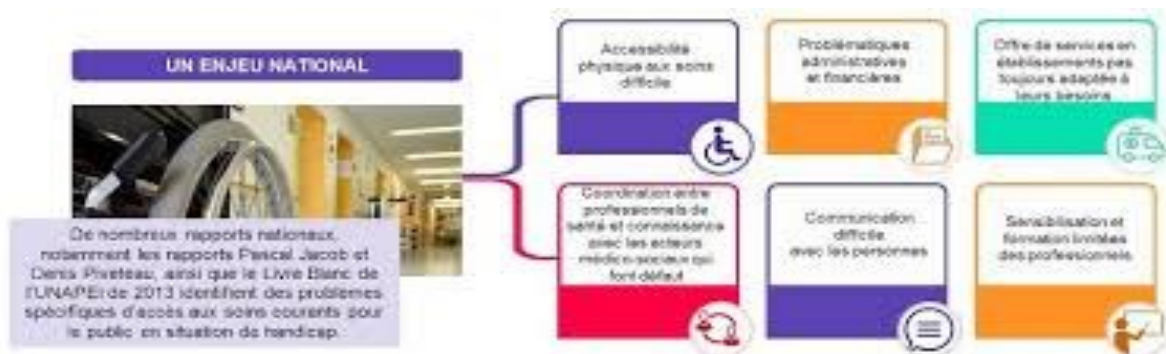 UN ENJEU NATIONAL
De nombreux rapports nationaux,
notamment les rapports Pascal Jacob et
Denis Piveteau, ainsi que le Livre Blanc de
l'UNAPEI de 2013 identifient des problèmes
spécifiques d'accès aux soins courants pour
le public en situation de handicap.
Accessibilité
physique aux soins
difficile
Problématiques
administratives
et financières
Offre de services en
établissements pas
toujours adaptée à
leurs besoins
Coordination entre
professionnels de
santé et connaissance
avec les acteurs
médico-sociaux qui
font défaut
Communication
difficile
avec les personnes
Sensibilisation et
formation limitées
des professionnels